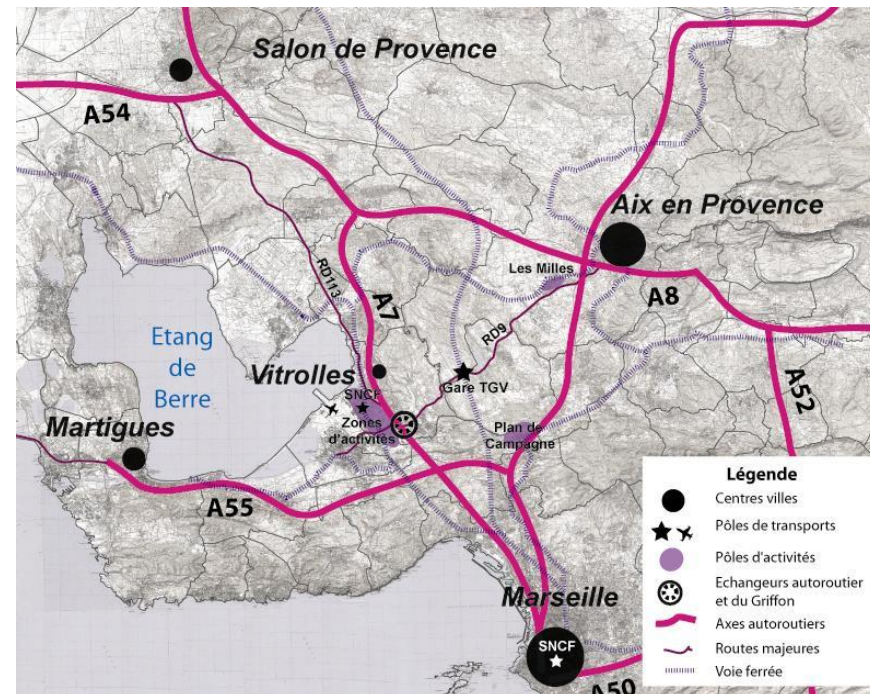 Salon de Provence
A54
Aix en Provence
Les Milles
RD113
A7
A8
RD9
Etang
de
Berre
Vitrolles
Gare TGV
SNCF
Zones
d'activités
A52
Martigues
Plan de
Campagne
A55
Marseille
SNCF
A50
Légende
Centres villes
Pôles de transports
Pôles d'activités
Echangeurs autoroutier
et du Griffon
Axes autoroutiers
Routes majeures
Voie ferrée